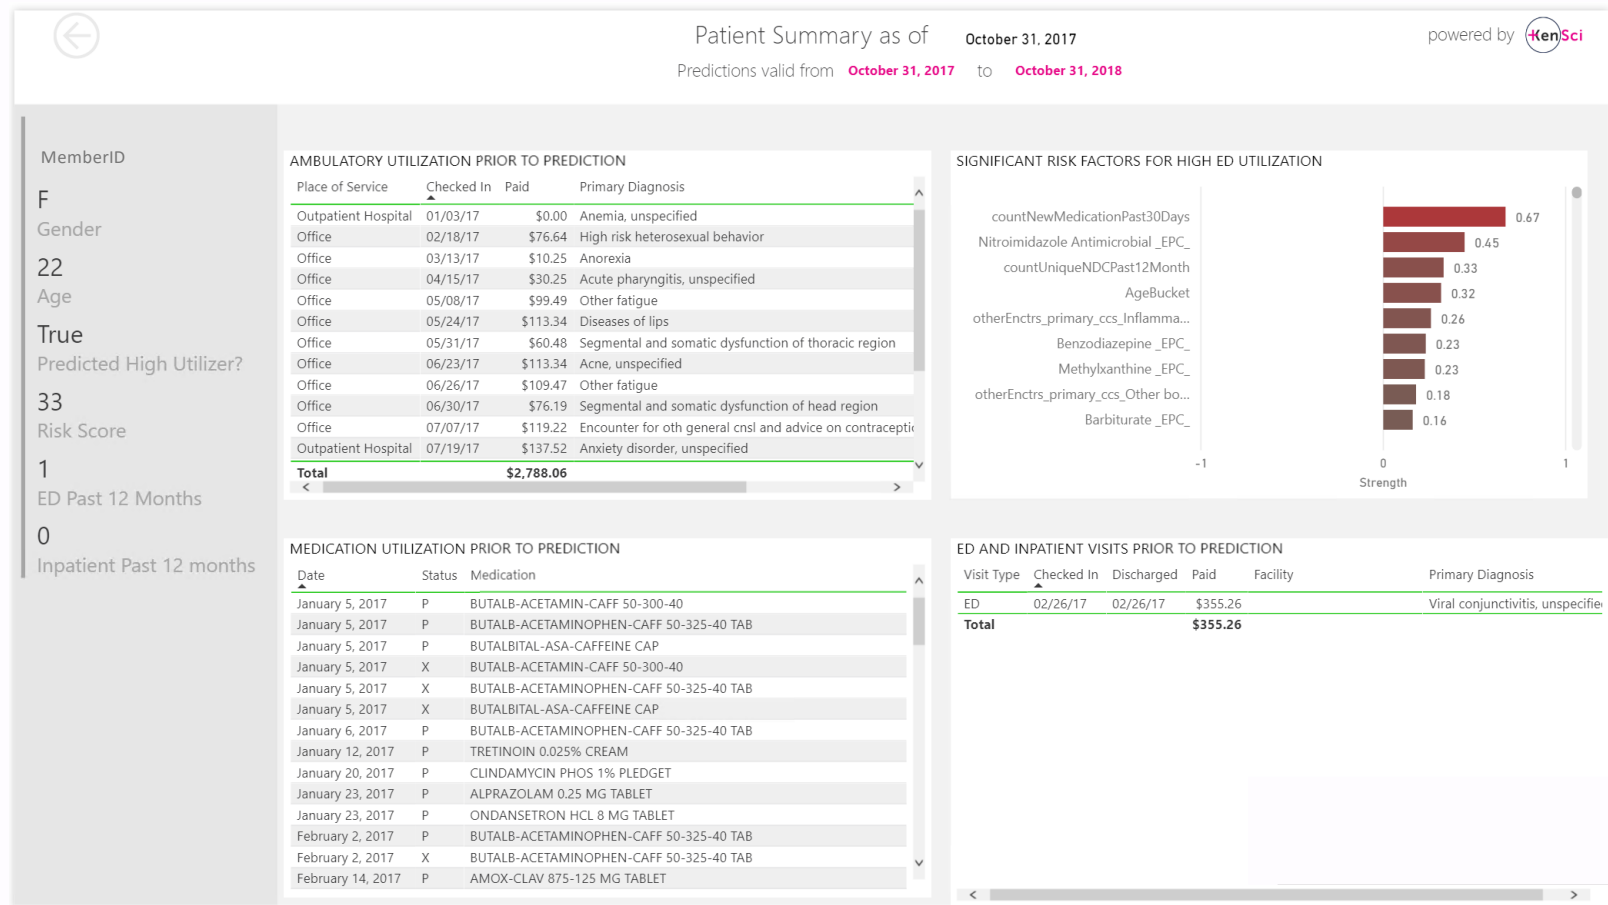 Patient Summary as of October 31, 2017
powered by KenSci
Predictions valid from October 31, 2017 to October 31, 2018
MemberID
F
Gender
22
Age
True
Predicted High Utilizer?
33
Risk Score
1
ED Past 12 Months
0
Inpatient Past 12 months
AMBULATORY UTILIZATION PRIOR TO PREDICTION
Place of Service Checked In Paid Primary Diagnosis
Outpatient Hospital 01/03/17 $0.00 Anemia, unspecified
Office 02/18/17 $76.64 High risk heterosexual behavior
Office 03/13/17 $10.25 Anorexia
Office 04/15/17 $30.25 Acute pharyngitis, unspecified
Office 05/08/17 $99.49 Other fatigue
Office 05/24/17 $113.34 Diseases of lips
Office 05/31/17 $60.48 Segmental and somatic dysfunction of thoracic region
Office 06/23/17 $113.34 Acne, unspecified
Office 06/26/17 $109.47 Other fatigue
Office 06/30/17 $76.19 Segmental and somatic dysfunction of head region
Office 07/07/17 $119.22 Encounter for oth general cnsl and advice on contraceptic
Outpatient Hospital 07/19/17 $137.52 Anxiety disorder, unspecified
Total $2,788.06
SIGNIFICANT RISK FACTORS FOR HIGH ED UTILIZATION
countNewMedicationPast30Days 0.67
Nitroimidazole Antimicrobial _EPC_ 0.45
countUniqueNDCPast12Month 0.33
AgeBucket 0.32
otherEnctrs_primary_ccs_Inflamma... 0.26
Benzodiazepine _EPC_ 0.23
Methylxanthine _EPC_ 0.23
otherEnctrs_primary_ccs_Other bo... 0.18
Barbiturate _EPC_ 0.16
-1 0 1
Strength
MEDICATION UTILIZATION PRIOR TO PREDICTION
Date Status Medication
January 5, 2017 P BUTALB-ACETAMIN-CAFF 50-300-40
January 5, 2017 P BUTALB-ACETAMINOPHEN-CAFF 50-325-40 TAB
January 5, 2017 P BUTALBITAL-ASA-CAFFEINE CAP
January 5, 2017 X BUTALB-ACETAMIN-CAFF 50-300-40
January 5, 2017 X BUTALB-ACETAMINOPHEN-CAFF 50-325-40 TAB
January 5, 2017 X BUTALBITAL-ASA-CAFFEINE CAP
January 6, 2017 P BUTALB-ACETAMINOPHEN-CAFF 50-325-40 TAB
January 12, 2017 P TRETINOIN 0.025% CREAM
January 20, 2017 P CLINDAMYCIN PHOS 1% PLEDGET
January 23, 2017 P ALPRAZOLAM 0.25 MG TABLET
January 23, 2017 P ONDANSETRON HCL 8 MG TABLET
February 2, 2017 P BUTALB-ACETAMINOPHEN-CAFF 50-325-40 TAB
February 2, 2017 X BUTALB-ACETAMINOPHEN-CAFF 50-325-40 TAB
February 14, 2017 P AMOX-CLAV 875-125 MG TABLET
ED AND INPATIENT VISITS PRIOR TO PREDICTION
Visit Type Checked In Discharged Paid Facility Primary Diagnosis
ED 02/26/17 02/26/17 $355.26 Viral conjunctivitis, unspecifie
Total $355.26